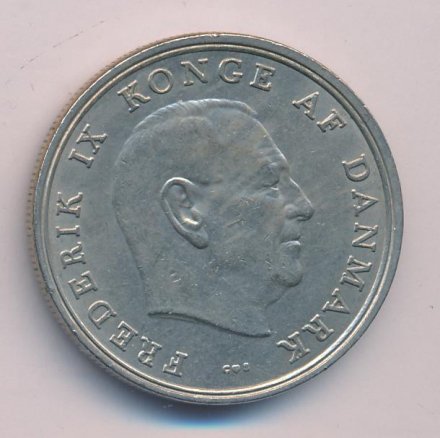 FREDERIK IX KONGE AF DANMARK